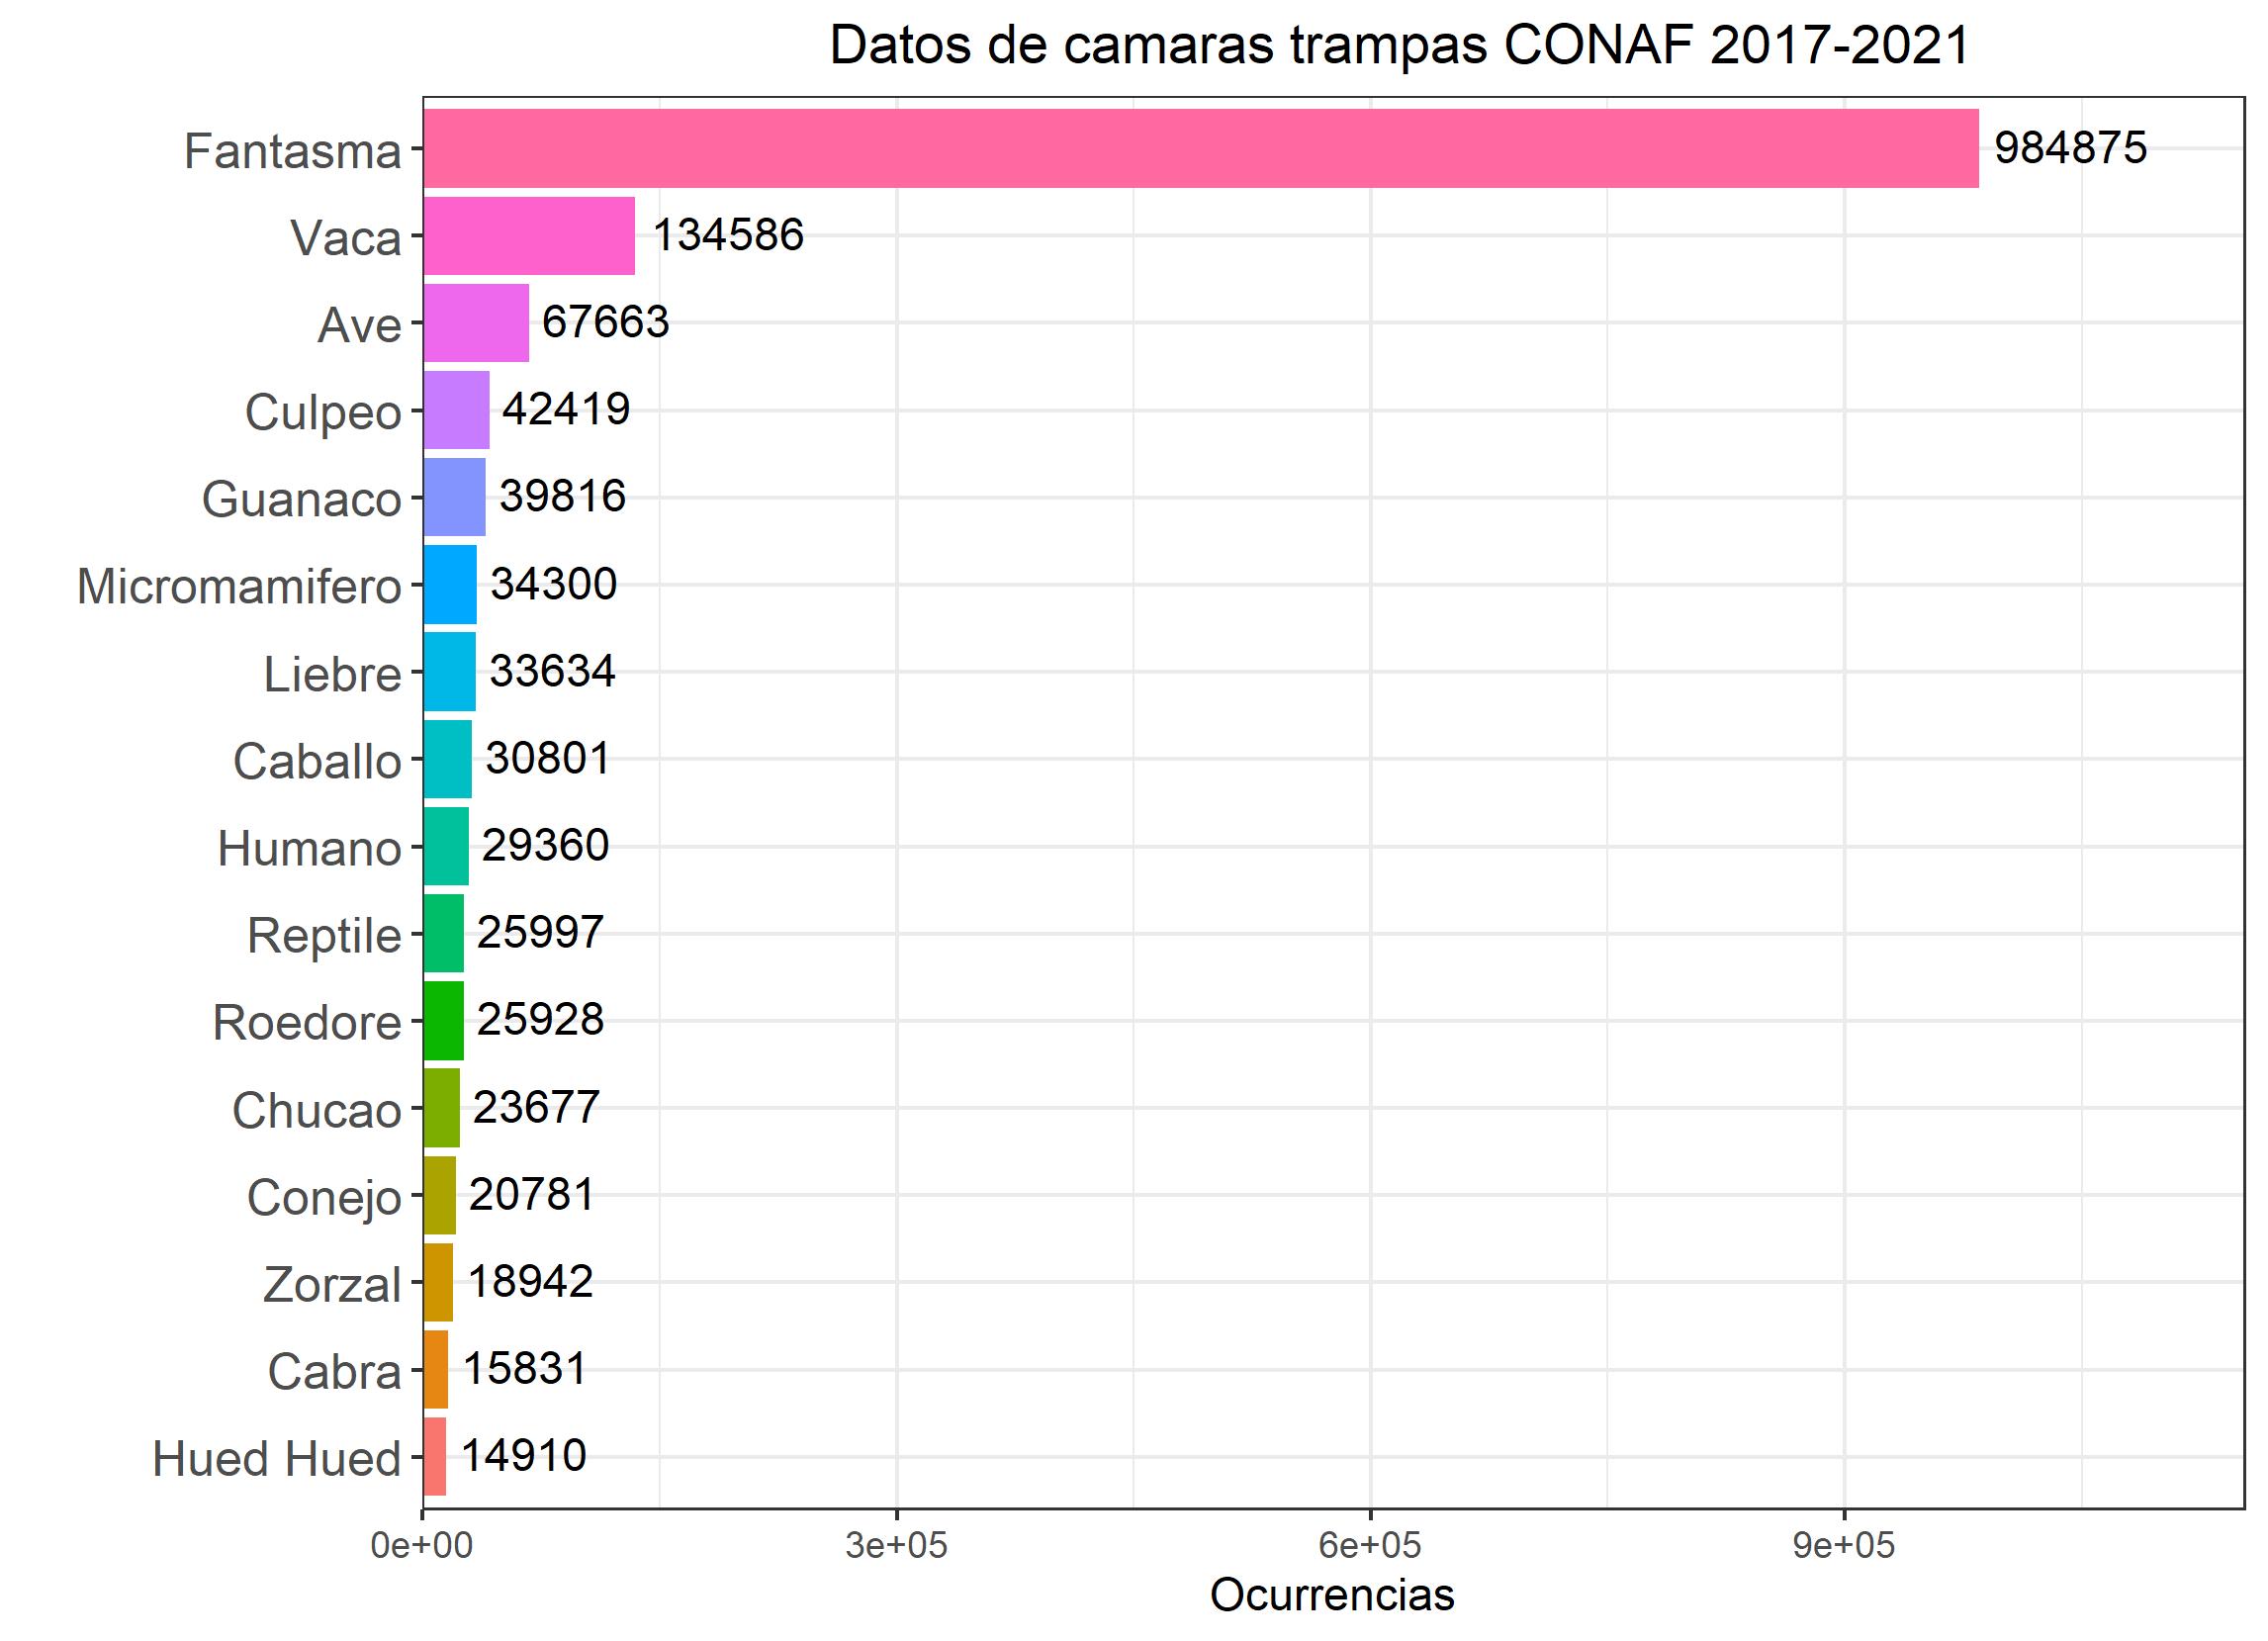 Datos de camaras trampas CONAF 2017-2021
Fantasma 984875
Vaca 134586
Ave 67663
Culpeo 42419
Guanaco 39816
Micromamifero 34300
Liebre 33634
Caballo 30801
Humano 29360
Reptile 25997
Roedore 25928
Chucao 23677
Conejo 20781
Zorzal 18942
Cabra 15831
Hued Hued 14910
0e+00 3e+05 6e+05 9e+05
Ocurrencias